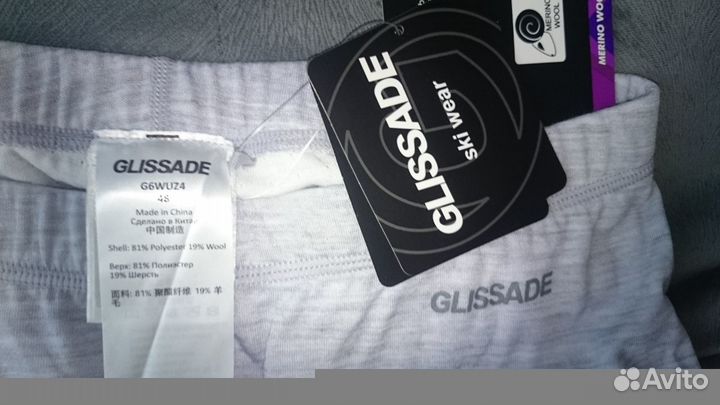 GLISSADE
G6WUZ4
48
Made in China
Сделано в Китае
中国制造
Shell: 81% Polyester 19% Wool
Верх: 81% Полиэстер
19% Шерсть
面料: 81% 聚酯纤维 19% 羊
毛
GLISSADE
ski wear
MERINO
WOOL
MERINO WOO
GLISSADE
Avito